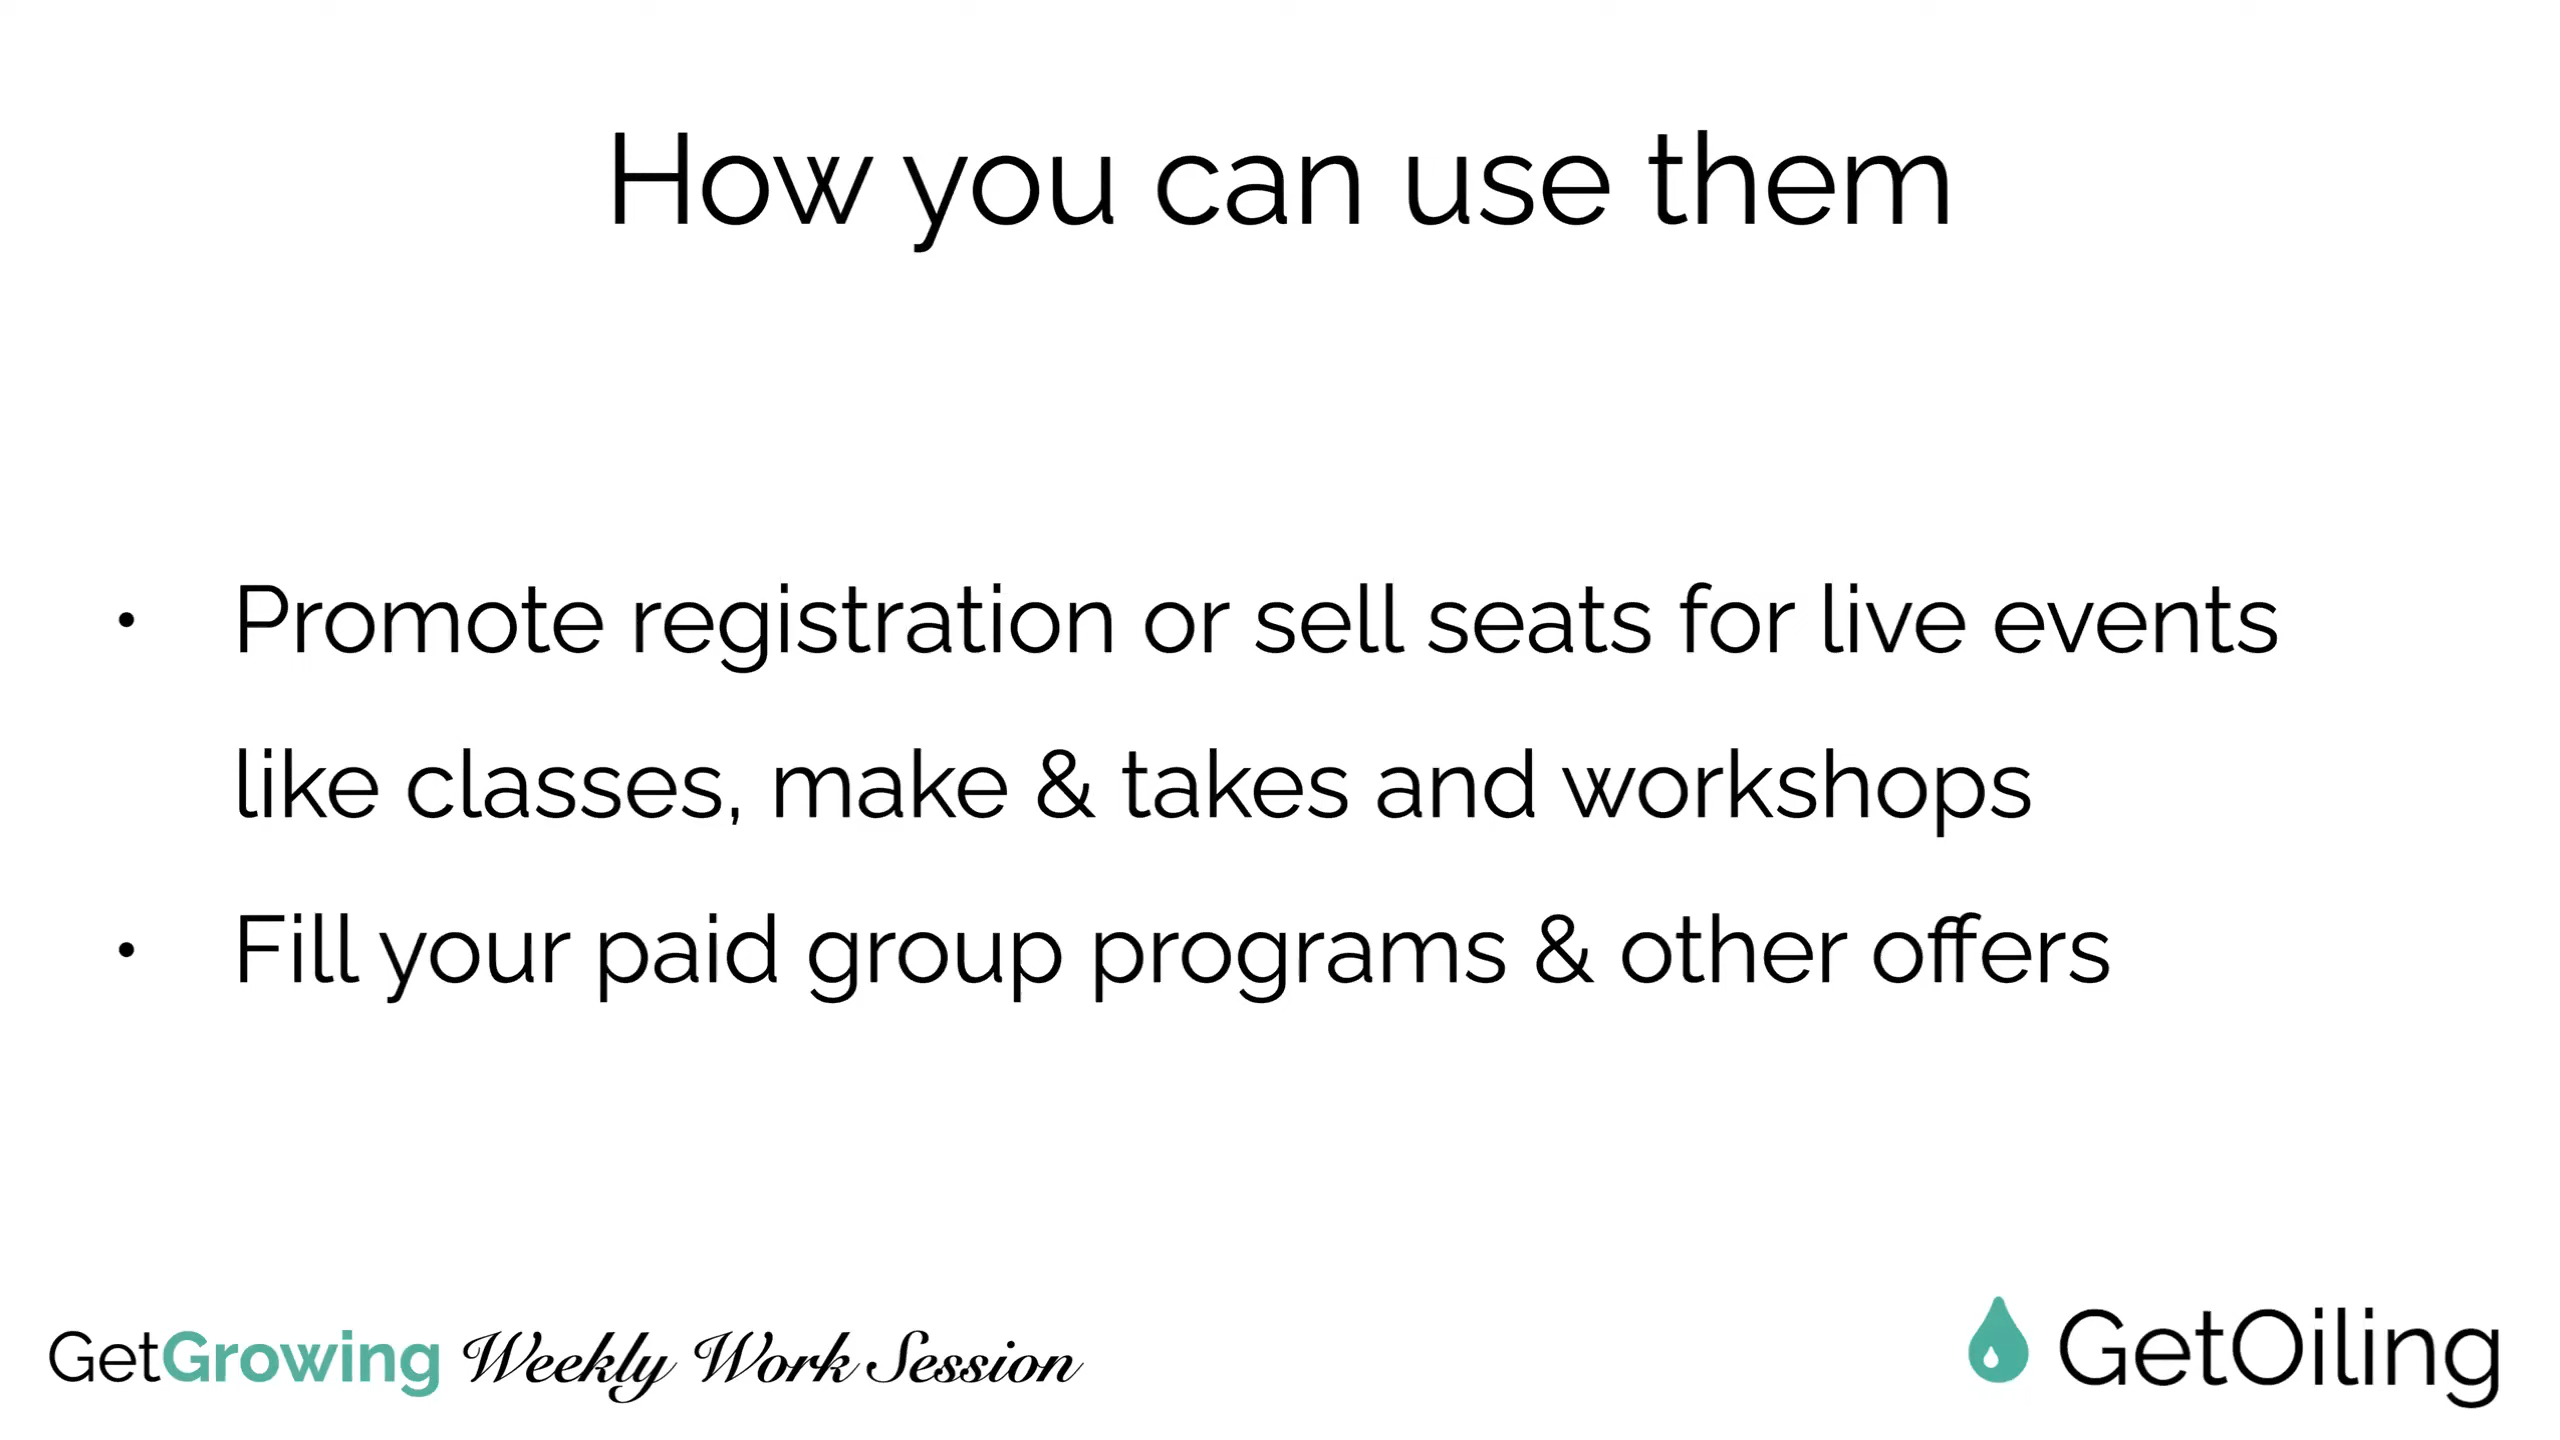 How you can use them
• Promote registration or sell seats for live events
like classes, make & takes and workshops
• Fill your paid group programs & other offers
GetGrowing Weekly Work Session
GetOiling